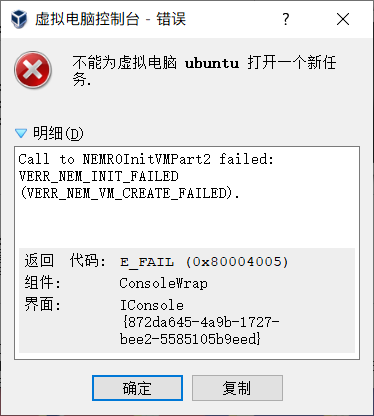 虚拟电脑控制台 - 错误
?
不能为虚拟电脑 ubuntu 打开一个新任
务.
明细(D)
Call to NEMR0InitVMPart2 failed:
VERR_NEM_INIT_FAILED
(VERR_NEM_VM_CREATE_FAILED).
返回 代码: E_FAIL (0x80004005)
组件: ConsoleWrap
界面: IConsole
{872da645-4a9b-1727-
bee2-5585105b9eed}
确定 复制